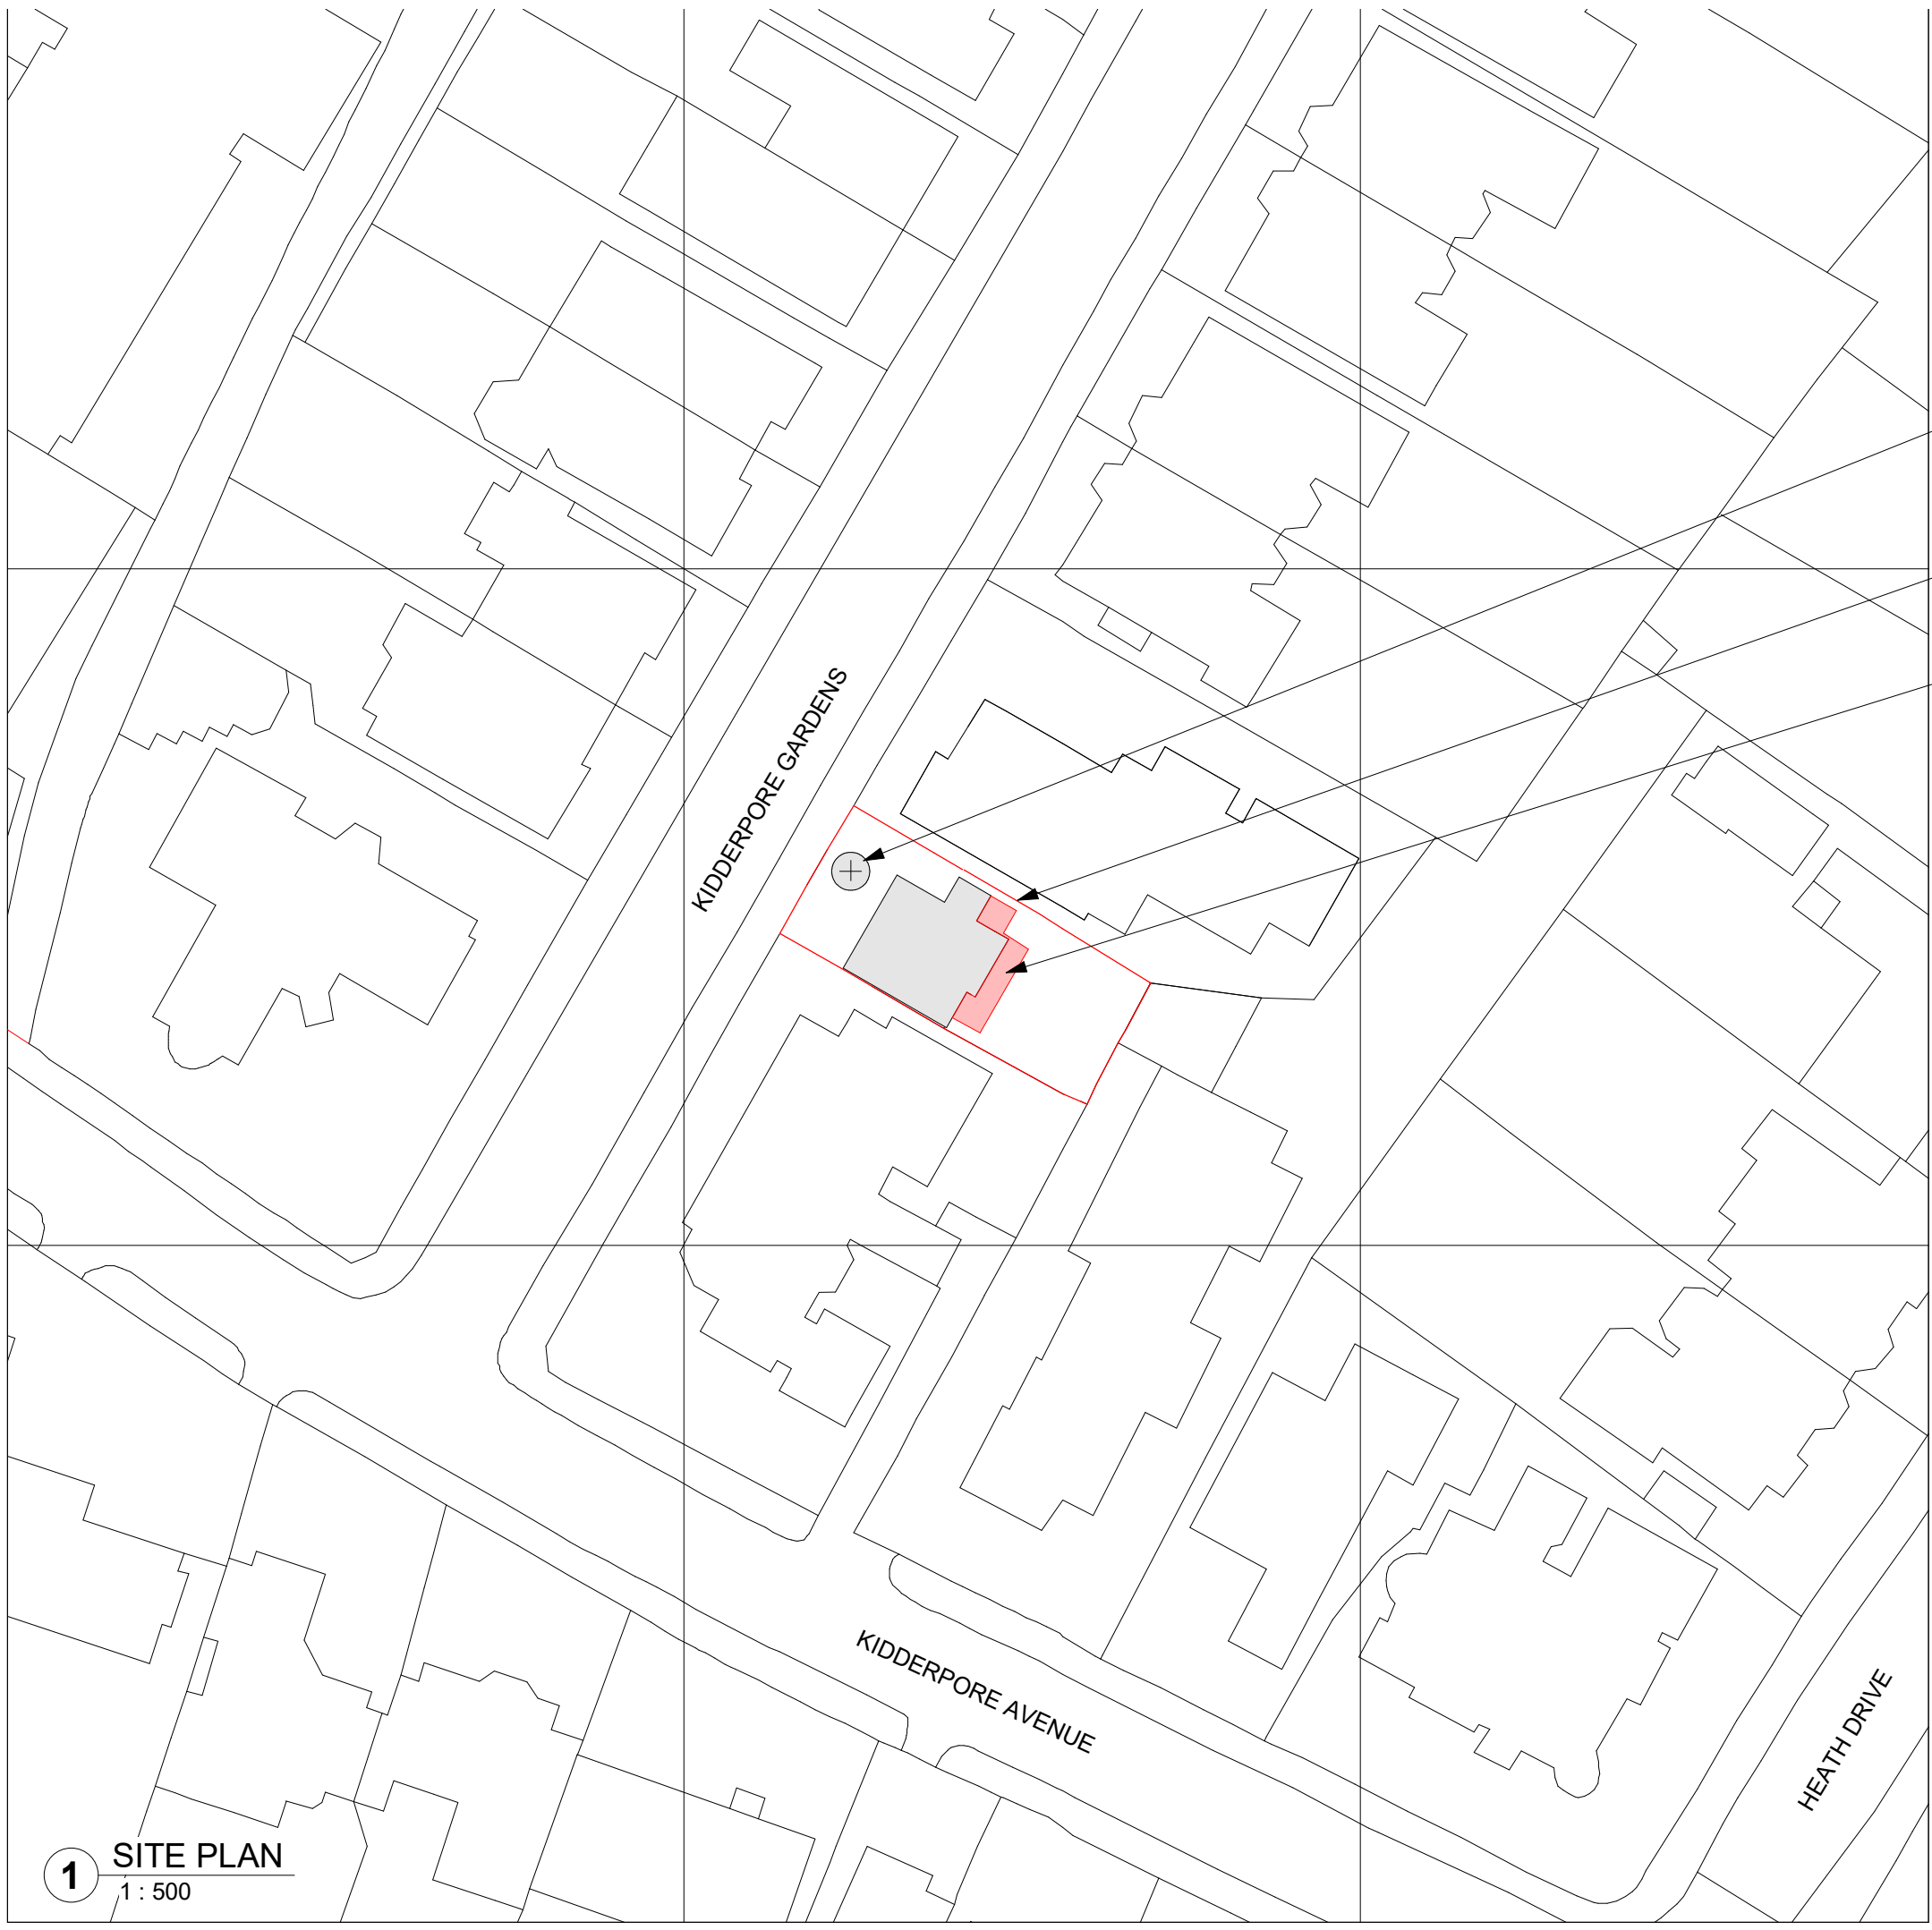 KIDDERPORE GARDENS
KIDDERPORE AVENUE
HEATH DRIVE
1 SITE PLAN
1 : 500